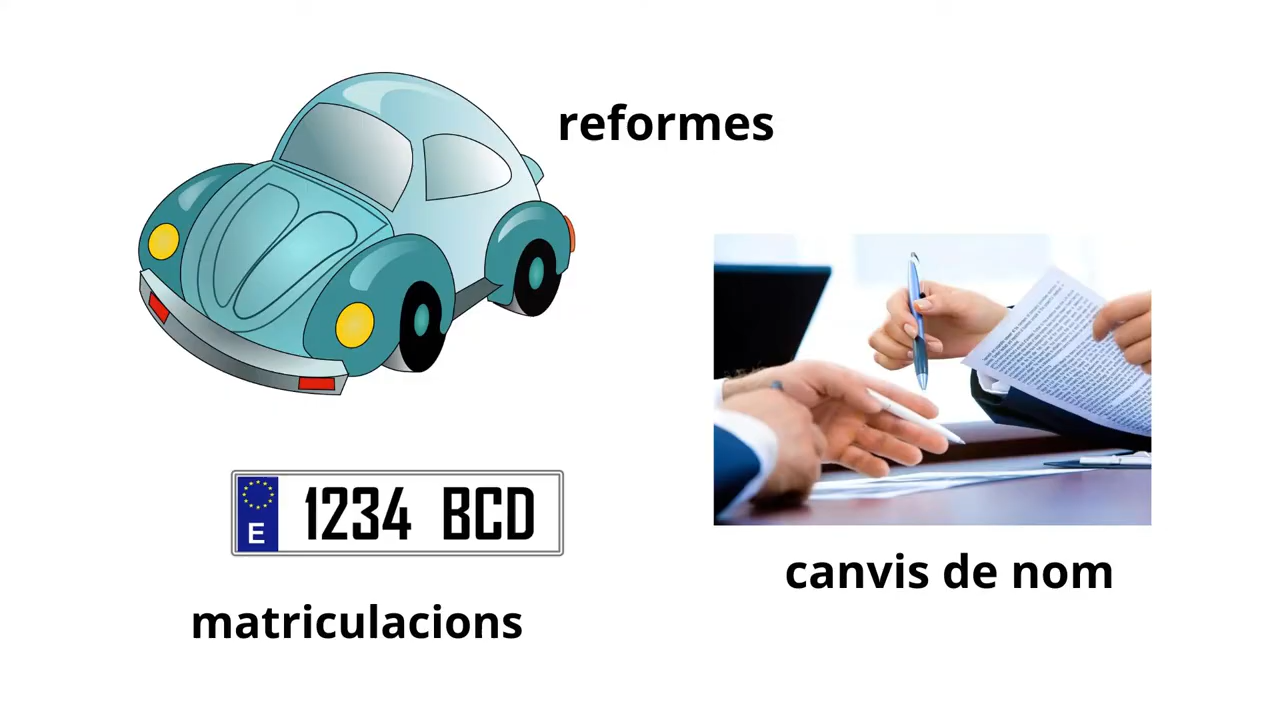 reformes
E
1234 BCD
canvis de nom
matriculacions